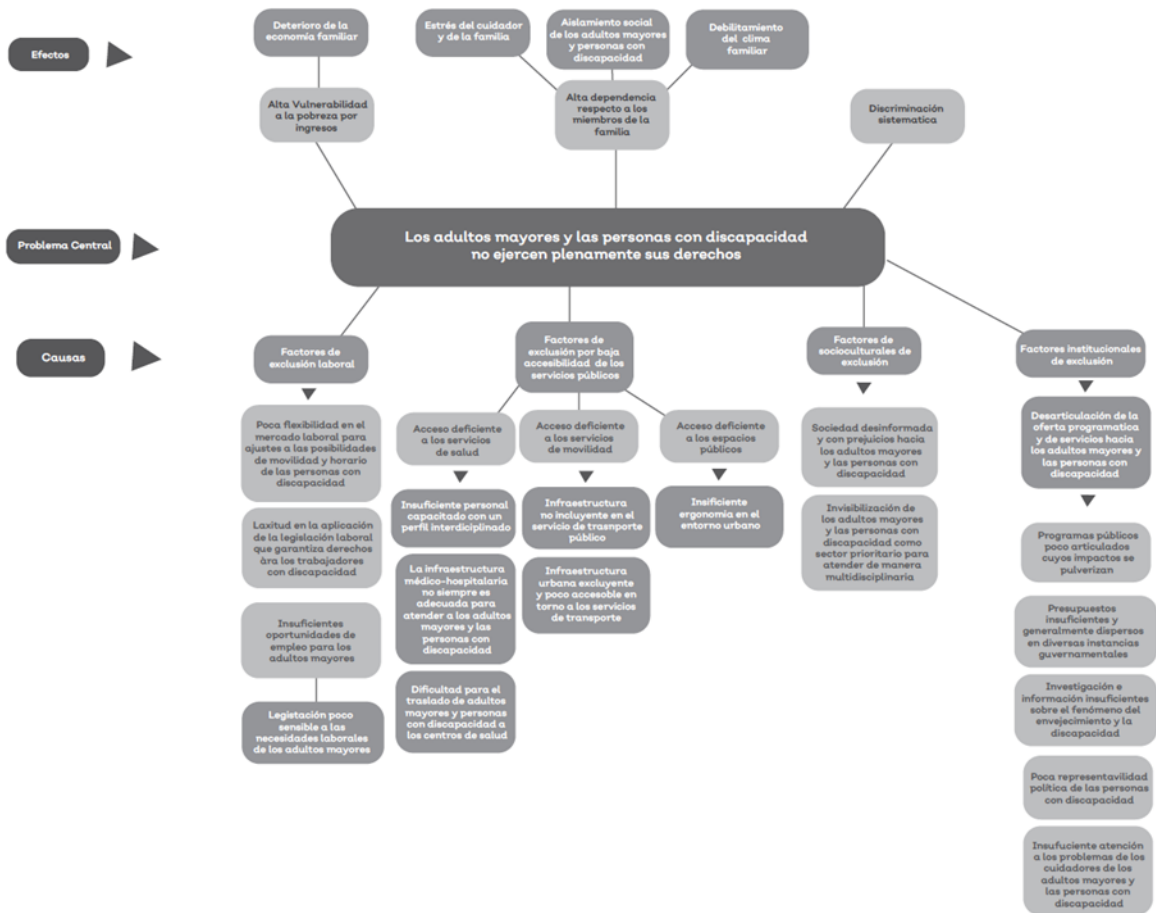 Efectos
Deterioro de la
economía familiar
Estrés del cuidador
y de la familia
Aislamiento social
de los adultos mayores
y personas con
discapacidad
Debilitamiento
del clima
familiar
Alta Vulnerabilidad
a la pobreza por
ingresos
Alta dependencia
respecto a los
miembros de la
familia
Discriminación
sistematica
Problema Central
Los adultos mayores y las personas con discapacidad
no ejercen plenamente sus derechos
Causas
Factores de
exclusión laboral
Poca flexibilidad en el
mercado laboral para
ajustes a las posibilidades
de movilidad y horario
de las personas con
discapacidad
Laxitud en la aplicación
de la legislación laboral
que garantiza derechos
àra los trabajadores
con discapacidad
Insuficientes
oportunidades de
empleo para los
adultos mayores
Legistación poco
sensible a las
necesidades laborales
de los adultos mayores
Factores de
exclusión por baja
accesibilidad de los
servicios públicos
Acceso deficiente
a los servicios
de salud
Insuficiente personal
capacitado con un
perfil interdiciplinado
La infraestructura
médico-hospitalaria
no siempre es
adecuada para
atender a los adultos
mayores y las
personas con
discapacidad
Dificultad para el
traslado de adultos
mayores y personas
con discapacidad a
los centros de salud
Acceso deficiente
a los servicios
de movilidad
Infraestructura
no incluyente en el
servicio de trasnporte
público
Infraestructura
urbana excluyente
y poco accesible en
torno a los servicios
de transporte
Acceso deficiente
a los espacios
públicos
Insificiente
ergonomía en el
entorno urbano
Factores de
socioculturales de
exclusión
Sociedad desinformada
y con prejuicios hacia
los adultos mayores
y las personas con
discapacidad
Invisibilización de
los adultos mayores
y las personas con
discapacidad como
sector prioritario para
atender de manera
multidisciplinaria
Factores institucionales
de exclusión
Desarticulación de la
oferta programatica
y de servicios hacia
los adultos mayores y
las personas con
discapacidad
Programas públicos
poco articulados
cuyos impactos se
pulverizan
Presupuestos
insuficientes y
generalmente dispersos
en diversas instancias
guvernamentales
Investigación e
información insuficientes
sobre el fenómeno del
envejecimiento y la
discapacidad
Poca representavilidad
política de las personas
con discapacidad
Insufuciente atención
a los problemas de los
cuidadores de los
adultos mayores y
las personas con
discapacidad